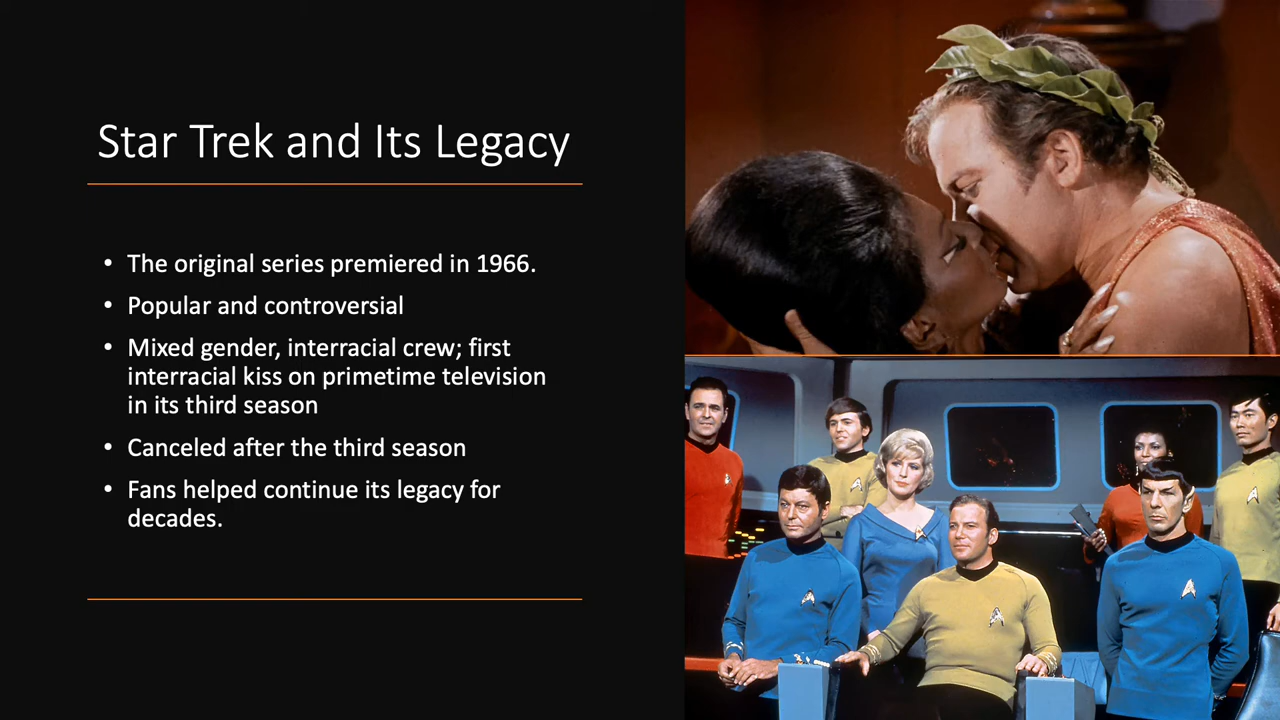 Star Trek and Its Legacy
• The original series premiered in 1966.
• Popular and controversial
• Mixed gender, interracial crew; first
interracial kiss on primetime television
in its third season
• Canceled after the third season
• Fans helped continue its legacy for
decades.